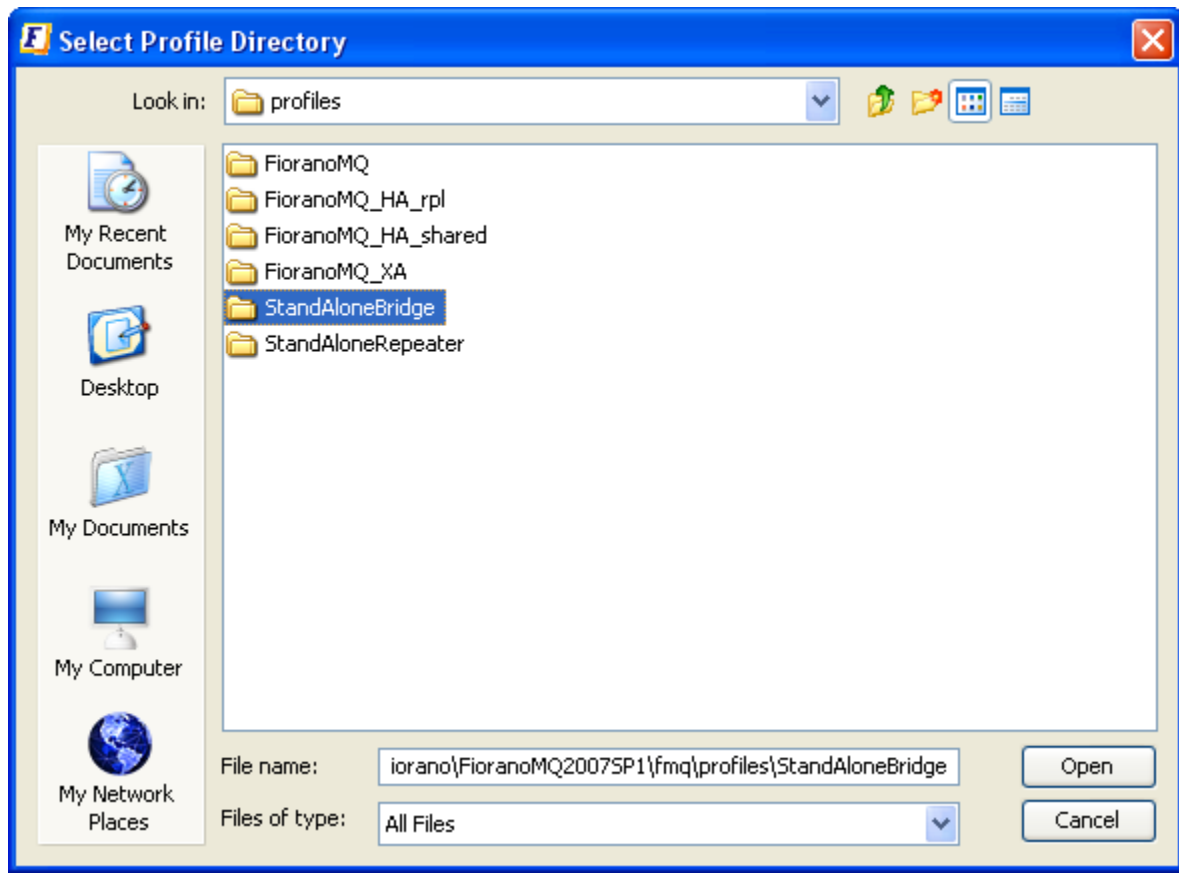 Select Profile Directory
Look in:
profiles
My Recent
Documents
Desktop
My Documents
My Computer
My Network
Places
FioranoMQ
FioranoMQ_HA_rpl
FioranoMQ_HA_shared
FioranoMQ_XA
StandAloneBridge
StandAloneRepeater
File name:
iorano\FioranoMQ2007SP1\fmq\profiles\StandAloneBridge
Open
Files of type:
All Files
Cancel